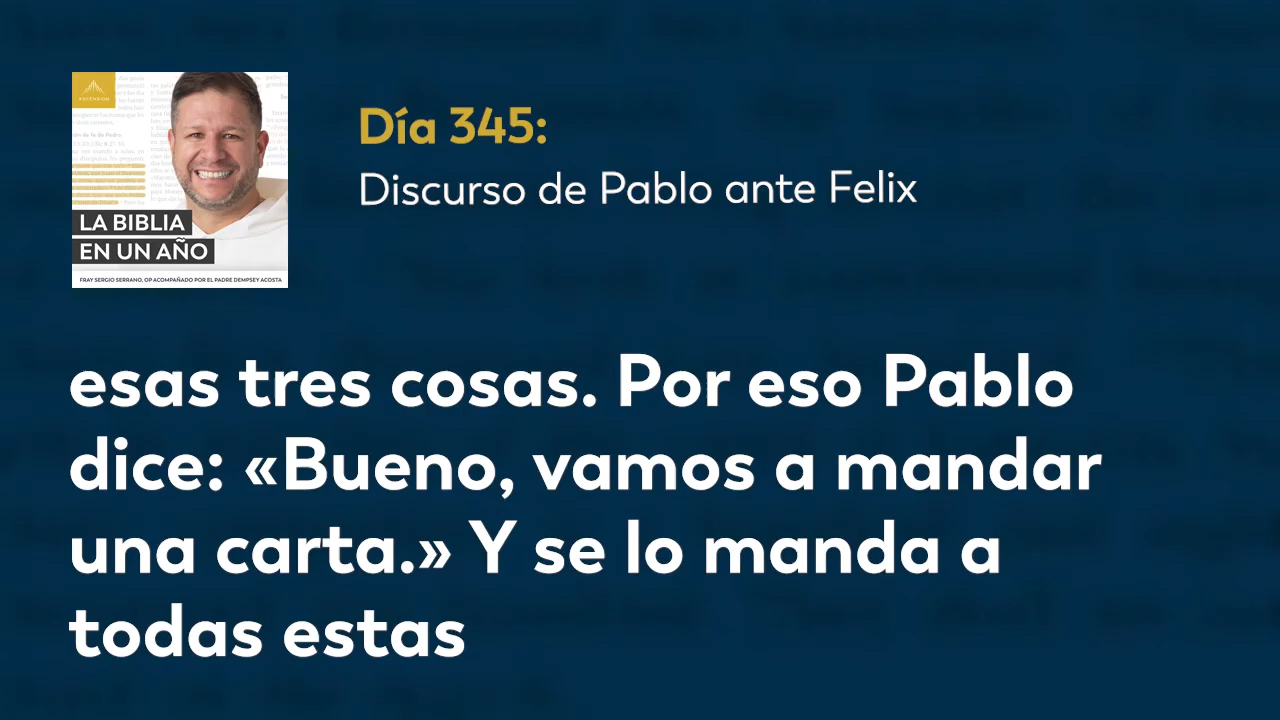 ASCENSION
LA BIBLIA
EN UN AÑO
FRAY SERGIO SERRANO, OP ACOMPAÑADO POR EL PADRE DEMPSEY ACOSTA
Día 345:
Discurso de Pablo ante Felix
esas tres cosas. Por eso Pablo
dice: «Bueno, vamos a mandar
una carta.» Y se lo manda a
todas estas